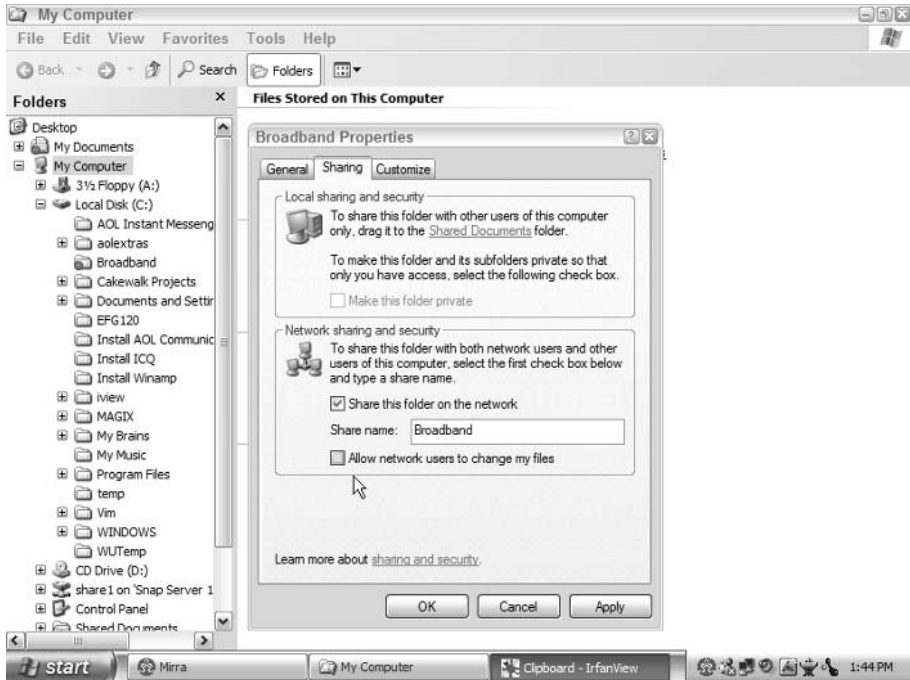 My Computer
File Edit View Favorites Tools Help
Back Search Folders
Folders × Files Stored on This Computer
Desktop
My Documents
My Computer
3½ Floppy (A:)
Local Disk (C:)
AOL Instant Messeng
aolextras
Broadband
Cakewalk Projects
Documents and Settir
EFG120
Install AOL Communic
Install ICQ
Install Winamp
iview
MAGIX
My Brains
My Music
Program Files
temp
Vim
WINDOWS
WUTemp
CD Drive (D:)
share1 on 'Snap Server 1
Control Panel
Shared Documents
Broadband Properties
General Sharing Customize
Local sharing and security
To share this folder with other users of this computer
only, drag it to the Shared Documents folder.
To make this folder and its subfolders private so that
only you have access, select the following check box.
Make this folder private
Network sharing and security
To share this folder with both network users and other
users of this computer, select the first check box below
and type a share name.
Share this folder on the network
Share name: Broadband
Allow network users to change my files
Learn more about sharing and security.
OK Cancel Apply
start Mirra My Computer Clipboard - IrfanView 1:44 PM